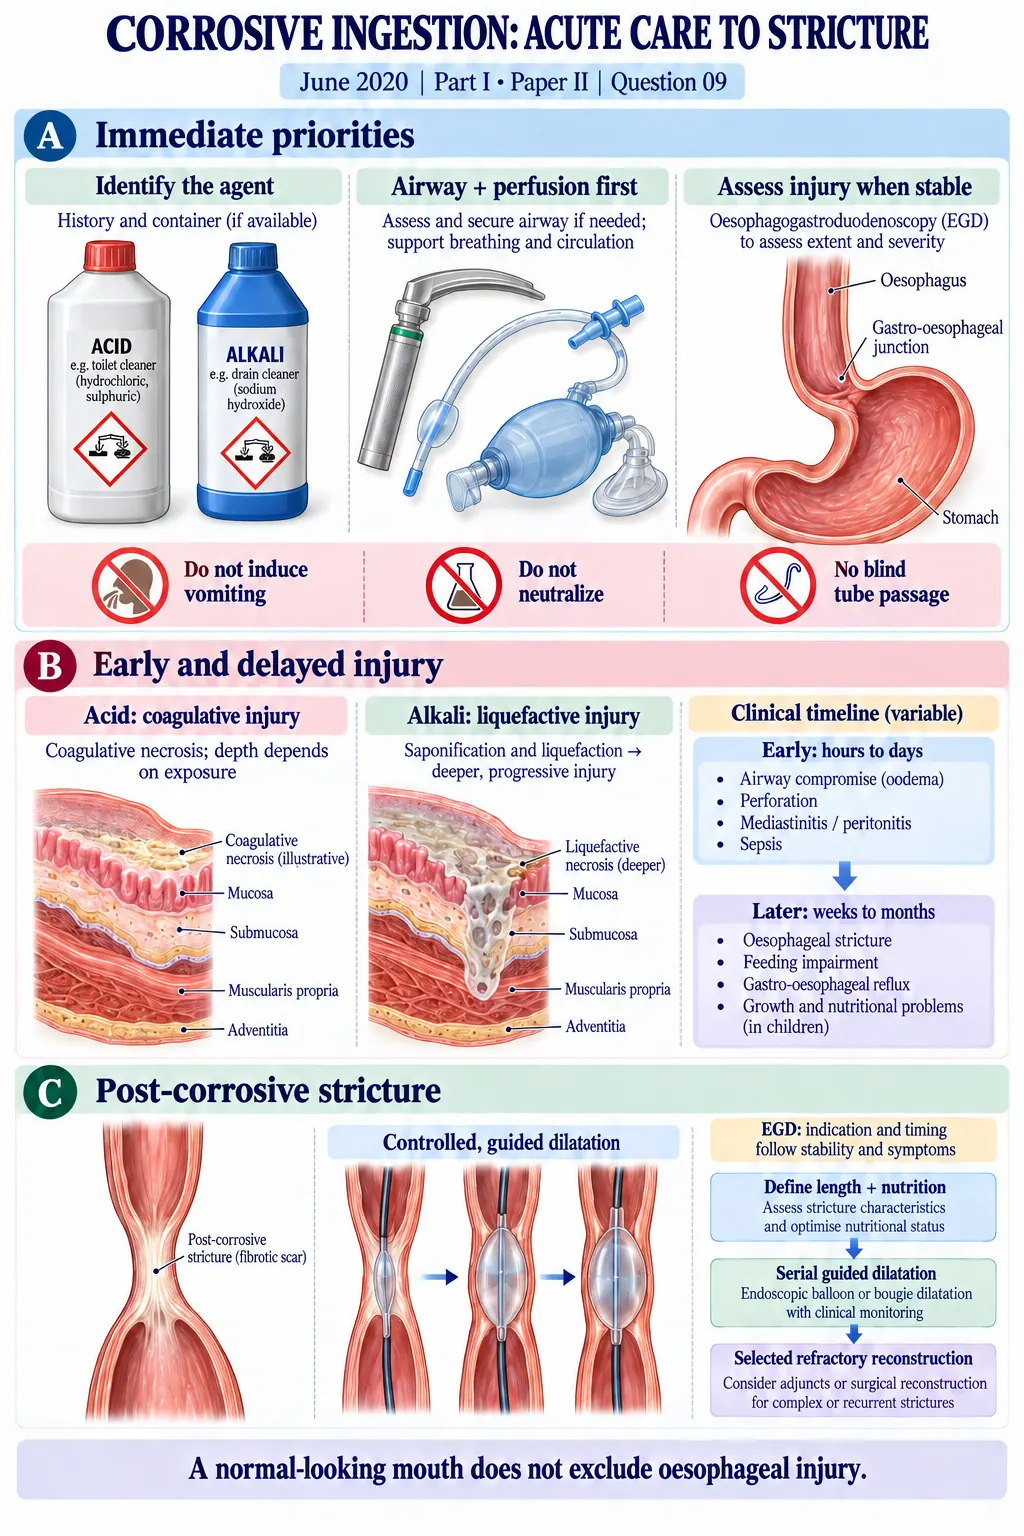 CORROSIVE INGESTION: ACUTE CARE TO STRICTURE
June 2020 | Part I • Paper II | Question 09
A Immediate priorities
Identify the agent
History and container (if available)
ACID
e.g. toilet cleaner
(hydrochloric,
sulphuric)
ALKALI
e.g. drain cleaner
(sodium
hydroxide)
Airway + perfusion first
Assess and secure airway if needed;
support breathing and circulation
Assess injury when stable
Oesophagogastroduodenoscopy (EGD)
to assess extent and severity
Oesophagus
Gastro-oesophageal
junction
Stomach
Do not induce
vomiting
Do not
neutralize
No blind
tube passage
B Early and delayed injury
Acid: coagulative injury
Coagulative necrosis; depth depends
on exposure
Coagulative
necrosis (illustrative)
Mucosa
Submucosa
Muscularis propria
Adventitia
Alkali: liquefactive injury
Saponification and liquefaction →
deeper, progressive injury
Liquefactive
necrosis (deeper)
Mucosa
Submucosa
Muscularis propria
Adventitia
Clinical timeline (variable)
Early: hours to days
• Airway compromise (oodema)
• Perforation
• Mediastinitis / peritonitis
• Sepsis
Later: weeks to months
• Oesophageal stricture
• Feeding impairment
• Gastro-oesophageal reflux
• Growth and nutritional problems
(in children)
C Post-corrosive stricture
Post-corrosive
stricture (fibrotic scar)
Controlled, guided dilatation
EGD: indication and timing
follow stability and symptoms
Define length + nutrition
Assess stricture characteristics
and optimise nutritional status
Serial guided dilatation
Endoscopic balloon or bougie dilatation
with clinical monitoring
Selected refractory reconstruction
Consider adjuncts or surgical reconstruction
for complex or recurrent strictures
A normal-looking mouth does not exclude oesophageal injury.